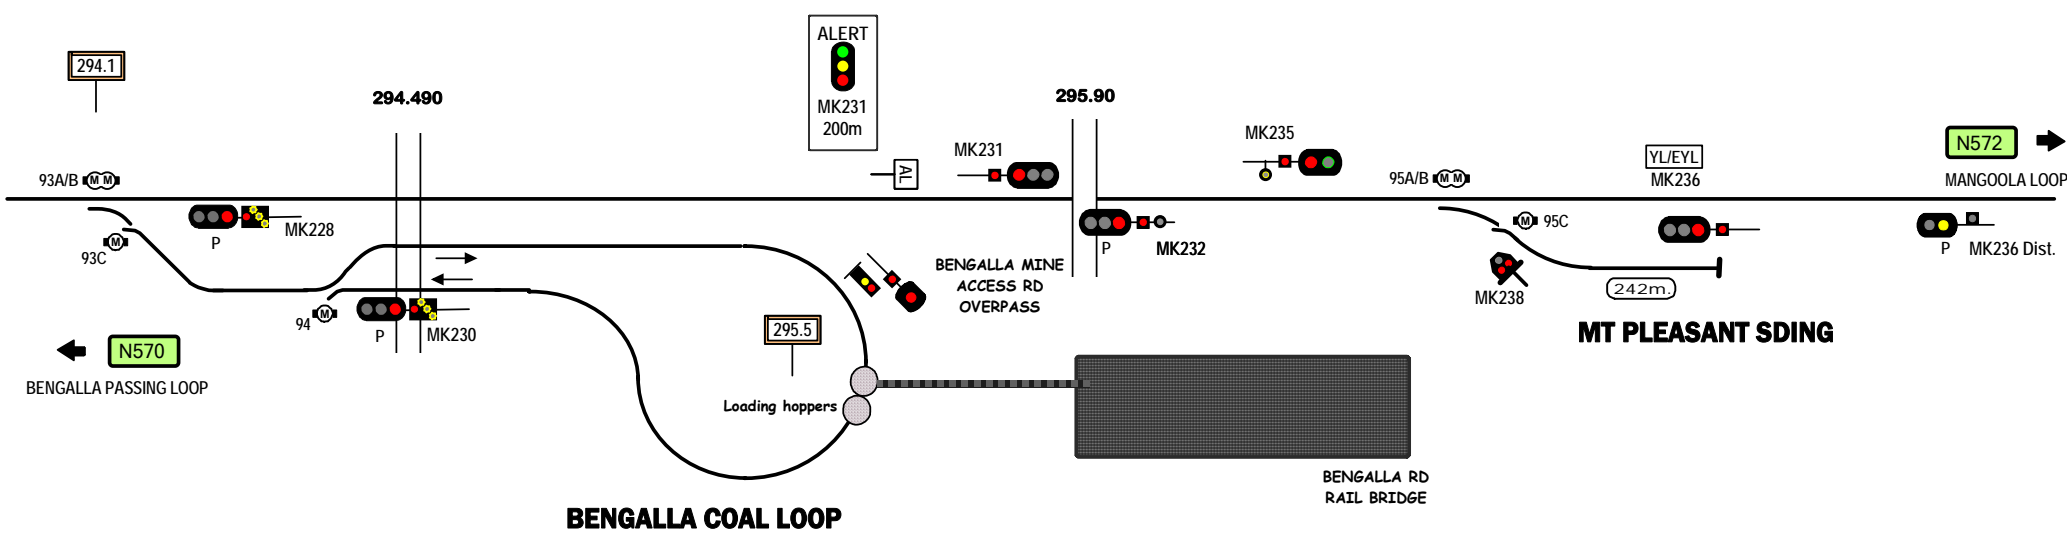 ALERT
MK231
200m
294.1
294.490
295.90
MK235
N572
MK231
YL/EYL
MK236
AL
93A/B
M M
95A/B
M M
MANGOOLA LOOP
MK228
P
M
93C
P
MK232
M
95C
P
MK236 Dist.
BENGALLA MINE
ACCESS RD
OVERPASS
MK238
242m.
94
M
P
MK230
295.5
MT PLEASANT SDING
N570
BENGALLA PASSING LOOP
Loading hoppers
BENGALLA RD
RAIL BRIDGE
BENGALLA COAL LOOP